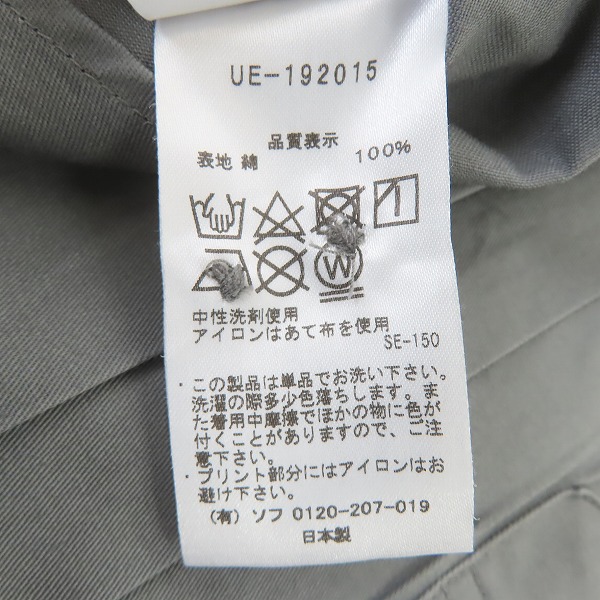 UE-192015
品質表示
表地 綿 100%
W
中性洗剤使用
アイロンはあて布を使用
SE-150
・この製品は単品でお洗い下さい。
洗濯の際多少色落ちします。ま
た着用中摩擦でほかの物に色が
付くことがありますので、ご注
意下さい。
・プリント部分にはアイロンはお
避け下さい。
(有) ソフ 0120-207-019
日本製